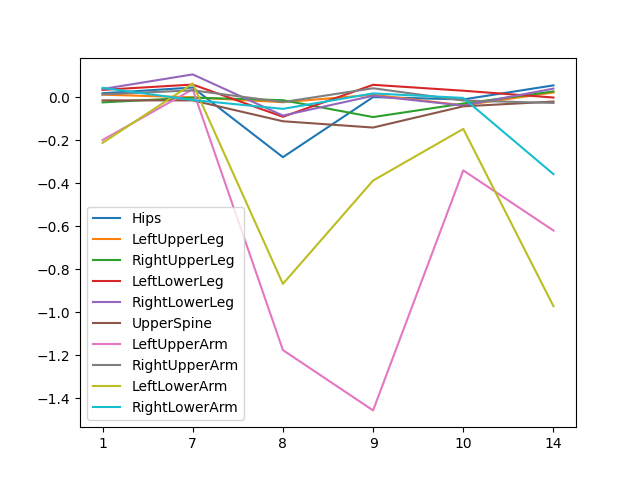 0.0
−0.2
−0.4
−0.6
−0.8
−1.0
−1.2
−1.4
Hips
LeftUpperLeg
RightUpperLeg
LeftLowerLeg
RightLowerLeg
UpperSpine
LeftUpperArm
RightUpperArm
LeftLowerArm
RightLowerArm
1 7 8 9 10 14